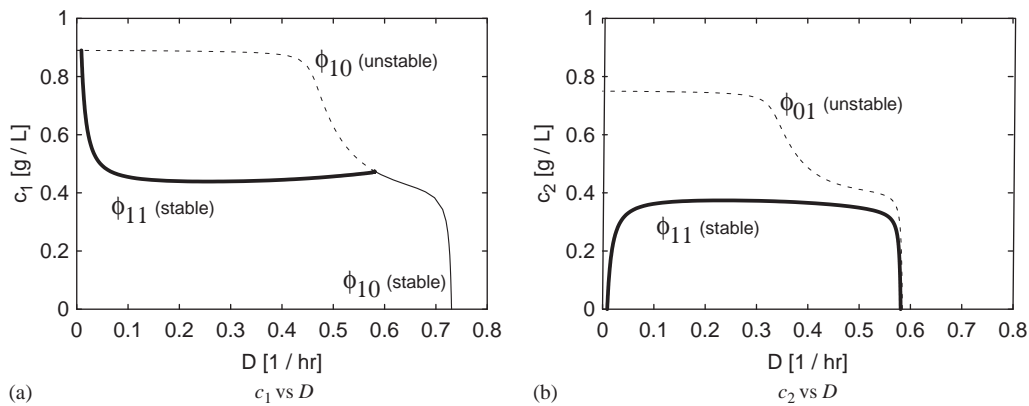 1
0.8
0.6
0.4
0.2
0
c1 [g / L]
ϕ10 (unstable)
ϕ11 (stable)
ϕ10 (stable)
0 0.1 0.2 0.3 0.4 0.5 0.6 0.7 0.8
D [1 / hr]
(a) c1 vs D
1
0.8
0.6
0.4
0.2
0
c2 [g / L]
ϕ01 (unstable)
ϕ11 (stable)
0 0.1 0.2 0.3 0.4 0.5 0.6 0.7 0.8
D [1 / hr]
(b) c2 vs D